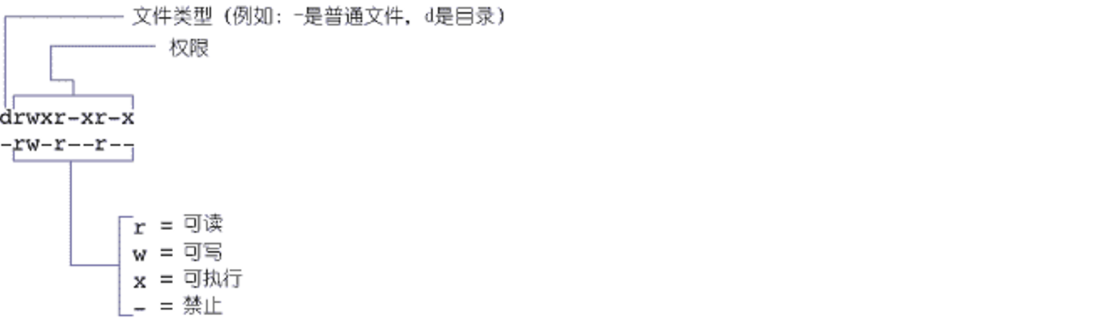 文件类型（例如：-是普通文件，d是目录）
权限
drwxr-xr-x
-rw-r--r--
r = 可读
w = 可写
x = 可执行
- = 禁止